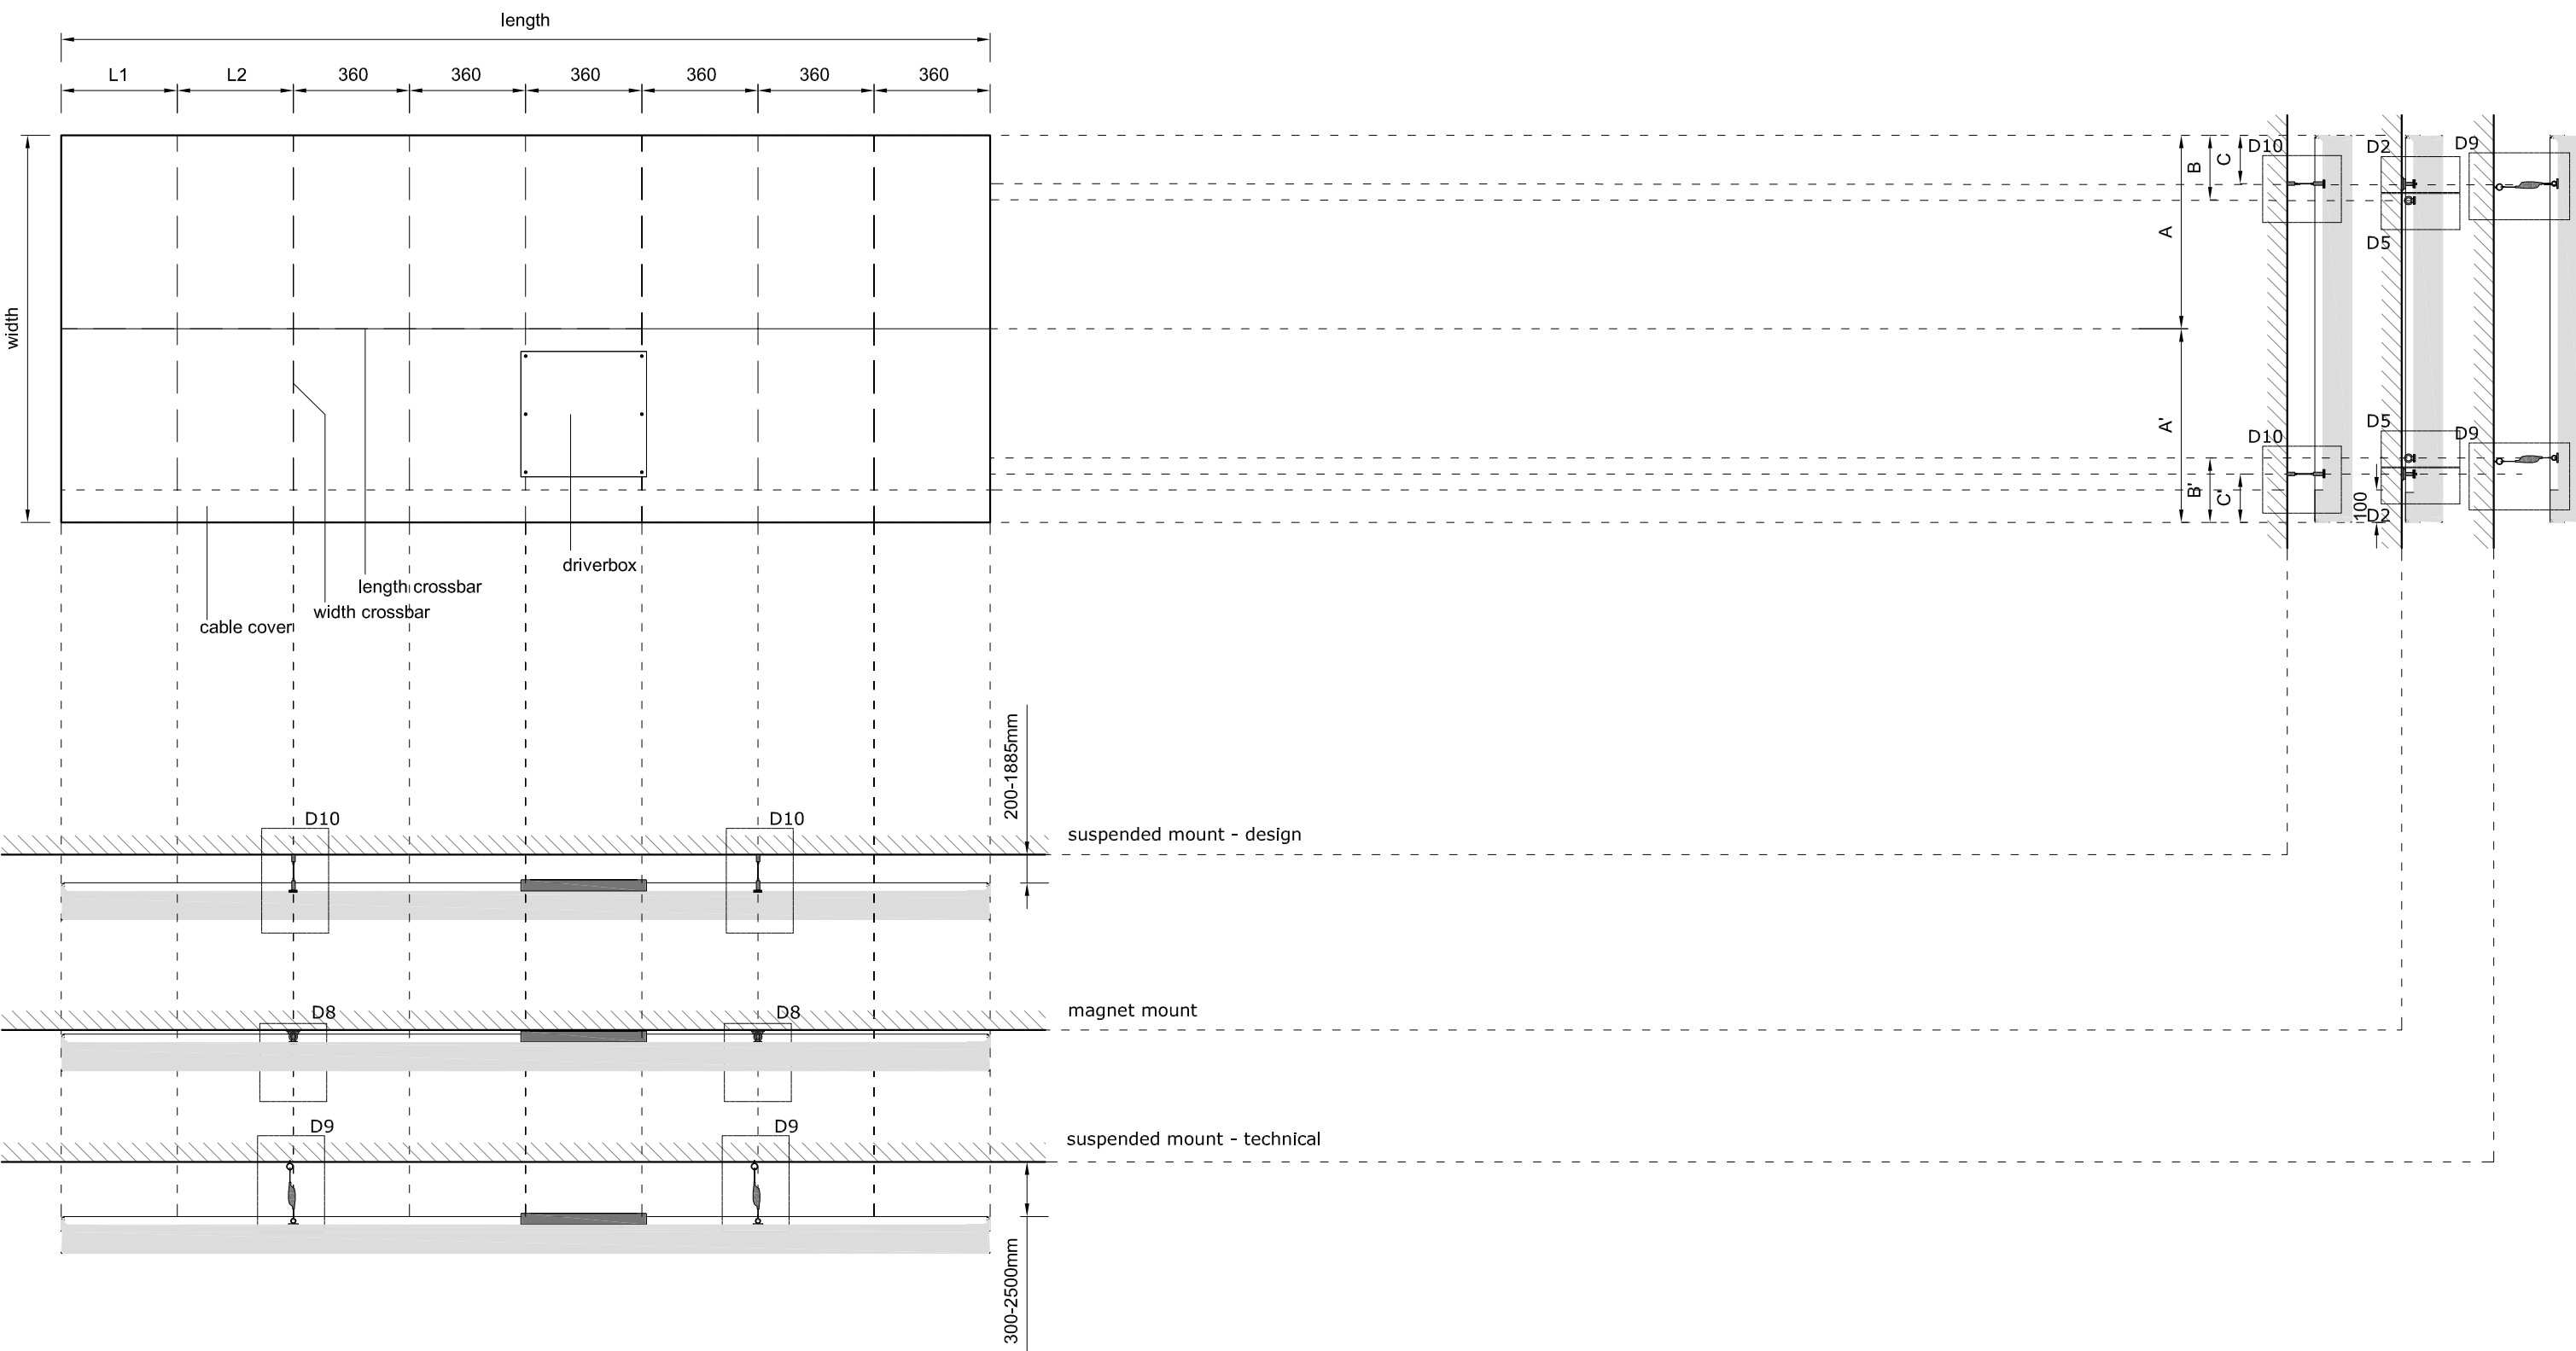 length
L1 L2 360 360 360 360 360 360
width
A
B
C
D10
D2
D9
D5
A'
B'
C'
D10
D5
D9
100
D2
driverbox
length crossbar
width crossbar
cable cover
200-1885mm
D10 D10
suspended mount - design
D8 D8
magnet mount
D9 D9
suspended mount - technical
300-2500mm